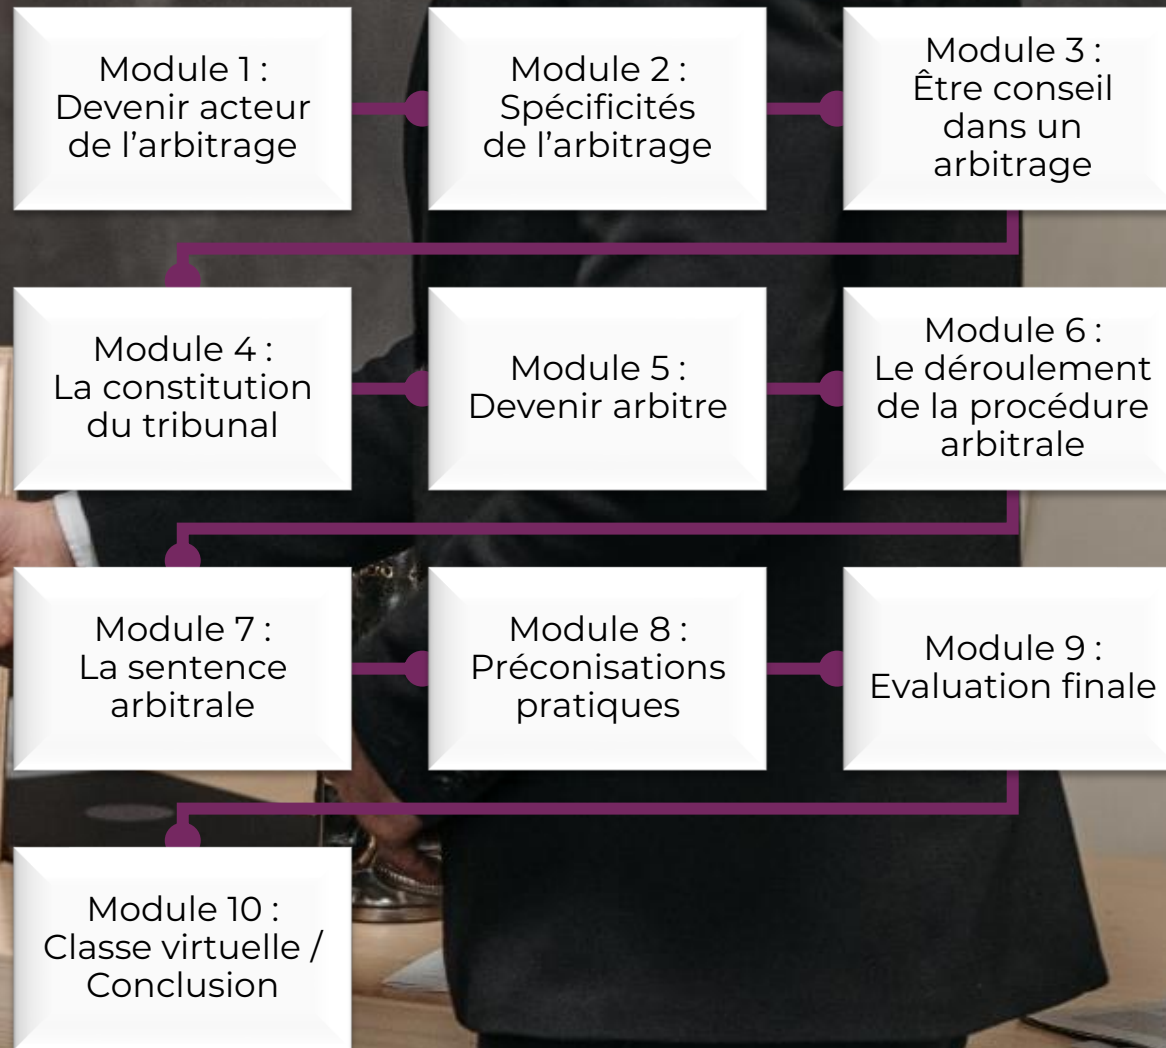 Module 1 :
Devenir acteur
de l’arbitrage
Module 2 :
Spécificités
de l’arbitrage
Module 3 :
Être conseil
dans un
arbitrage
Module 4 :
La constitution
du tribunal
Module 5 :
Devenir arbitre
Module 6 :
Le déroulement
de la procédure
arbitrale
Module 7 :
La sentence
arbitrale
Module 8 :
Préconisations
pratiques
Module 9 :
Evaluation finale
Module 10 :
Classe virtuelle /
Conclusion